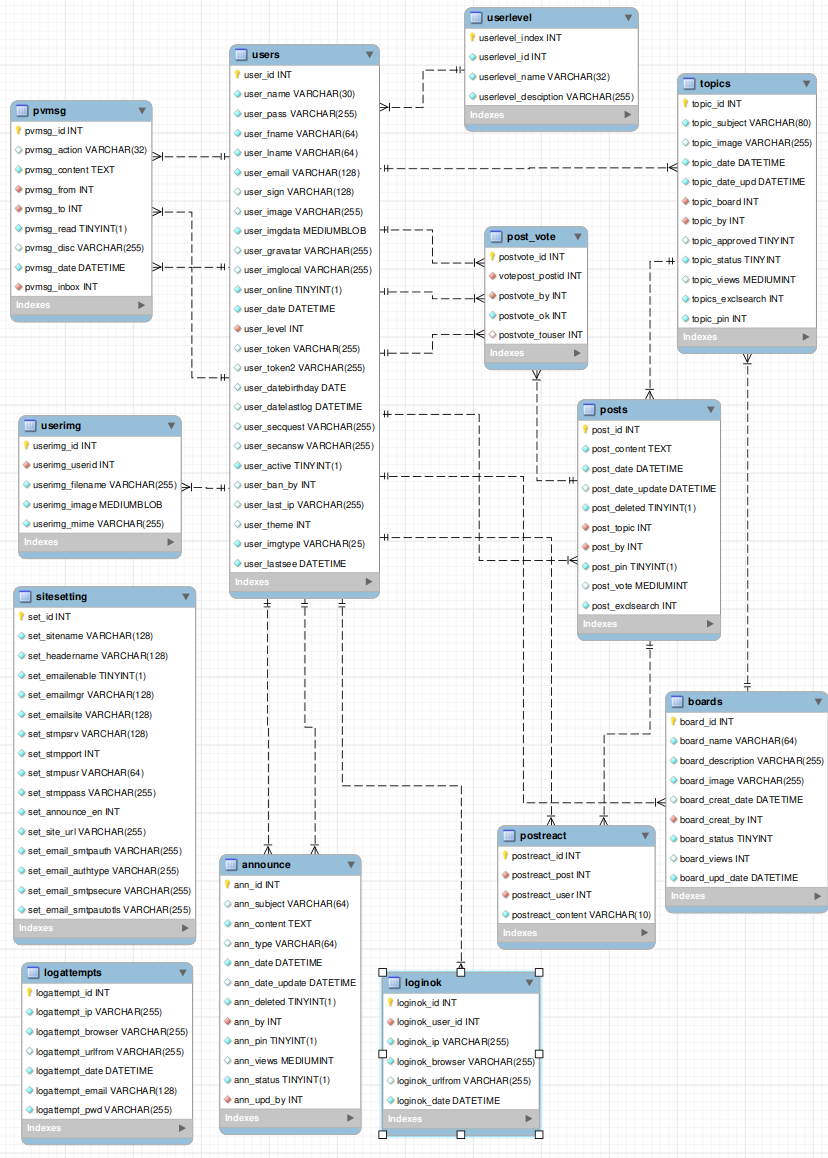 userlevel
userlevel_index INT
userlevel_id INT
userlevel_name VARCHAR(32)
userlevel_desciption VARCHAR(255)
Indexes
users
user_id INT
user_name VARCHAR(30)
user_pass VARCHAR(255)
user_fname VARCHAR(64)
user_lname VARCHAR(64)
user_email VARCHAR(128)
user_sign VARCHAR(128)
user_image VARCHAR(255)
user_imgdata MEDIUMBLOB
user_gravatar VARCHAR(255)
user_imglocal VARCHAR(255)
user_online TINYINT(1)
user_date DATETIME
user_level INT
user_token VARCHAR(255)
user_token2 VARCHAR(255)
user_datebirthday DATE
user_datelastlog DATETIME
user_secquest VARCHAR(255)
user_secansw VARCHAR(255)
user_active TINYINT(1)
user_ban_by INT
user_last_ip VARCHAR(255)
user_theme INT
user_imgtype VARCHAR(25)
user_lastsee DATETIME
Indexes
topics
topic_id INT
topic_subject VARCHAR(80)
topic_image VARCHAR(255)
topic_date DATETIME
topic_date_upd DATETIME
topic_board INT
topic_by INT
topic_approved TINYINT
topic_status TINYINT
topic_views MEDIUMINT
topics_exclsearch INT
topic_pin INT
Indexes
pvmsg
pvmsg_id INT
pvmsg_action VARCHAR(32)
pvmsg_content TEXT
pvmsg_from INT
pvmsg_to INT
pvmsg_read TINYINT(1)
pvmsg_disc VARCHAR(255)
pvmsg_date DATETIME
pvmsg_inbox INT
Indexes
post_vote
postvote_id INT
votepost_postid INT
postvote_by INT
postvote_ok INT
postvote_touser INT
Indexes
posts
post_id INT
post_content TEXT
post_date DATETIME
post_date_update DATETIME
post_deleted TINYINT(1)
post_topic INT
post_by INT
post_pin TINYINT(1)
post_vote MEDIUMINT
post_exclsearch INT
Indexes
userimg
userimg_id INT
userimg_userid INT
userimg_filename VARCHAR(255)
userimg_image MEDIUMBLOB
userimg_mime VARCHAR(255)
Indexes
sitesetting
set_id INT
set_sitename VARCHAR(128)
set_headername VARCHAR(128)
set_emailenable TINYINT(1)
set_emailmgr VARCHAR(128)
set_emailsite VARCHAR(128)
set_stmpsrv VARCHAR(128)
set_stmpport INT
set_stmpusr VARCHAR(64)
set_stmppass VARCHAR(255)
set_announce_en INT
set_site_url VARCHAR(255)
set_email_smtpauth VARCHAR(255)
set_email_authtype VARCHAR(255)
set_email_smtpsecure VARCHAR(255)
set_email_smtpautotls VARCHAR(255)
Indexes
boards
board_id INT
board_name VARCHAR(64)
board_description VARCHAR(255)
board_image VARCHAR(255)
board_creat_date DATETIME
board_creat_by INT
board_status TINYINT
board_views INT
board_upd_date DATETIME
Indexes
postreact
postreact_id INT
postreact_post INT
postreact_user INT
postreact_content VARCHAR(10)
Indexes
announce
ann_id INT
ann_subject VARCHAR(64)
ann_content TEXT
ann_type VARCHAR(64)
ann_date DATETIME
ann_date_update DATETIME
ann_deleted TINYINT(1)
ann_by INT
ann_pin TINYINT(1)
ann_views MEDIUMINT
ann_status TINYINT(1)
ann_upd_by INT
Indexes
logattempts
logattempt_id INT
logattempt_ip VARCHAR(255)
logattempt_browser VARCHAR(255)
logattempt_urlfrom VARCHAR(255)
logattempt_date DATETIME
logattempt_email VARCHAR(128)
logattempt_pwd VARCHAR(255)
Indexes
loginok
loginok_id INT
loginok_user_id INT
loginok_ip VARCHAR(255)
loginok_browser VARCHAR(255)
loginok_urlfrom VARCHAR(255)
loginok_date DATETIME
Indexes